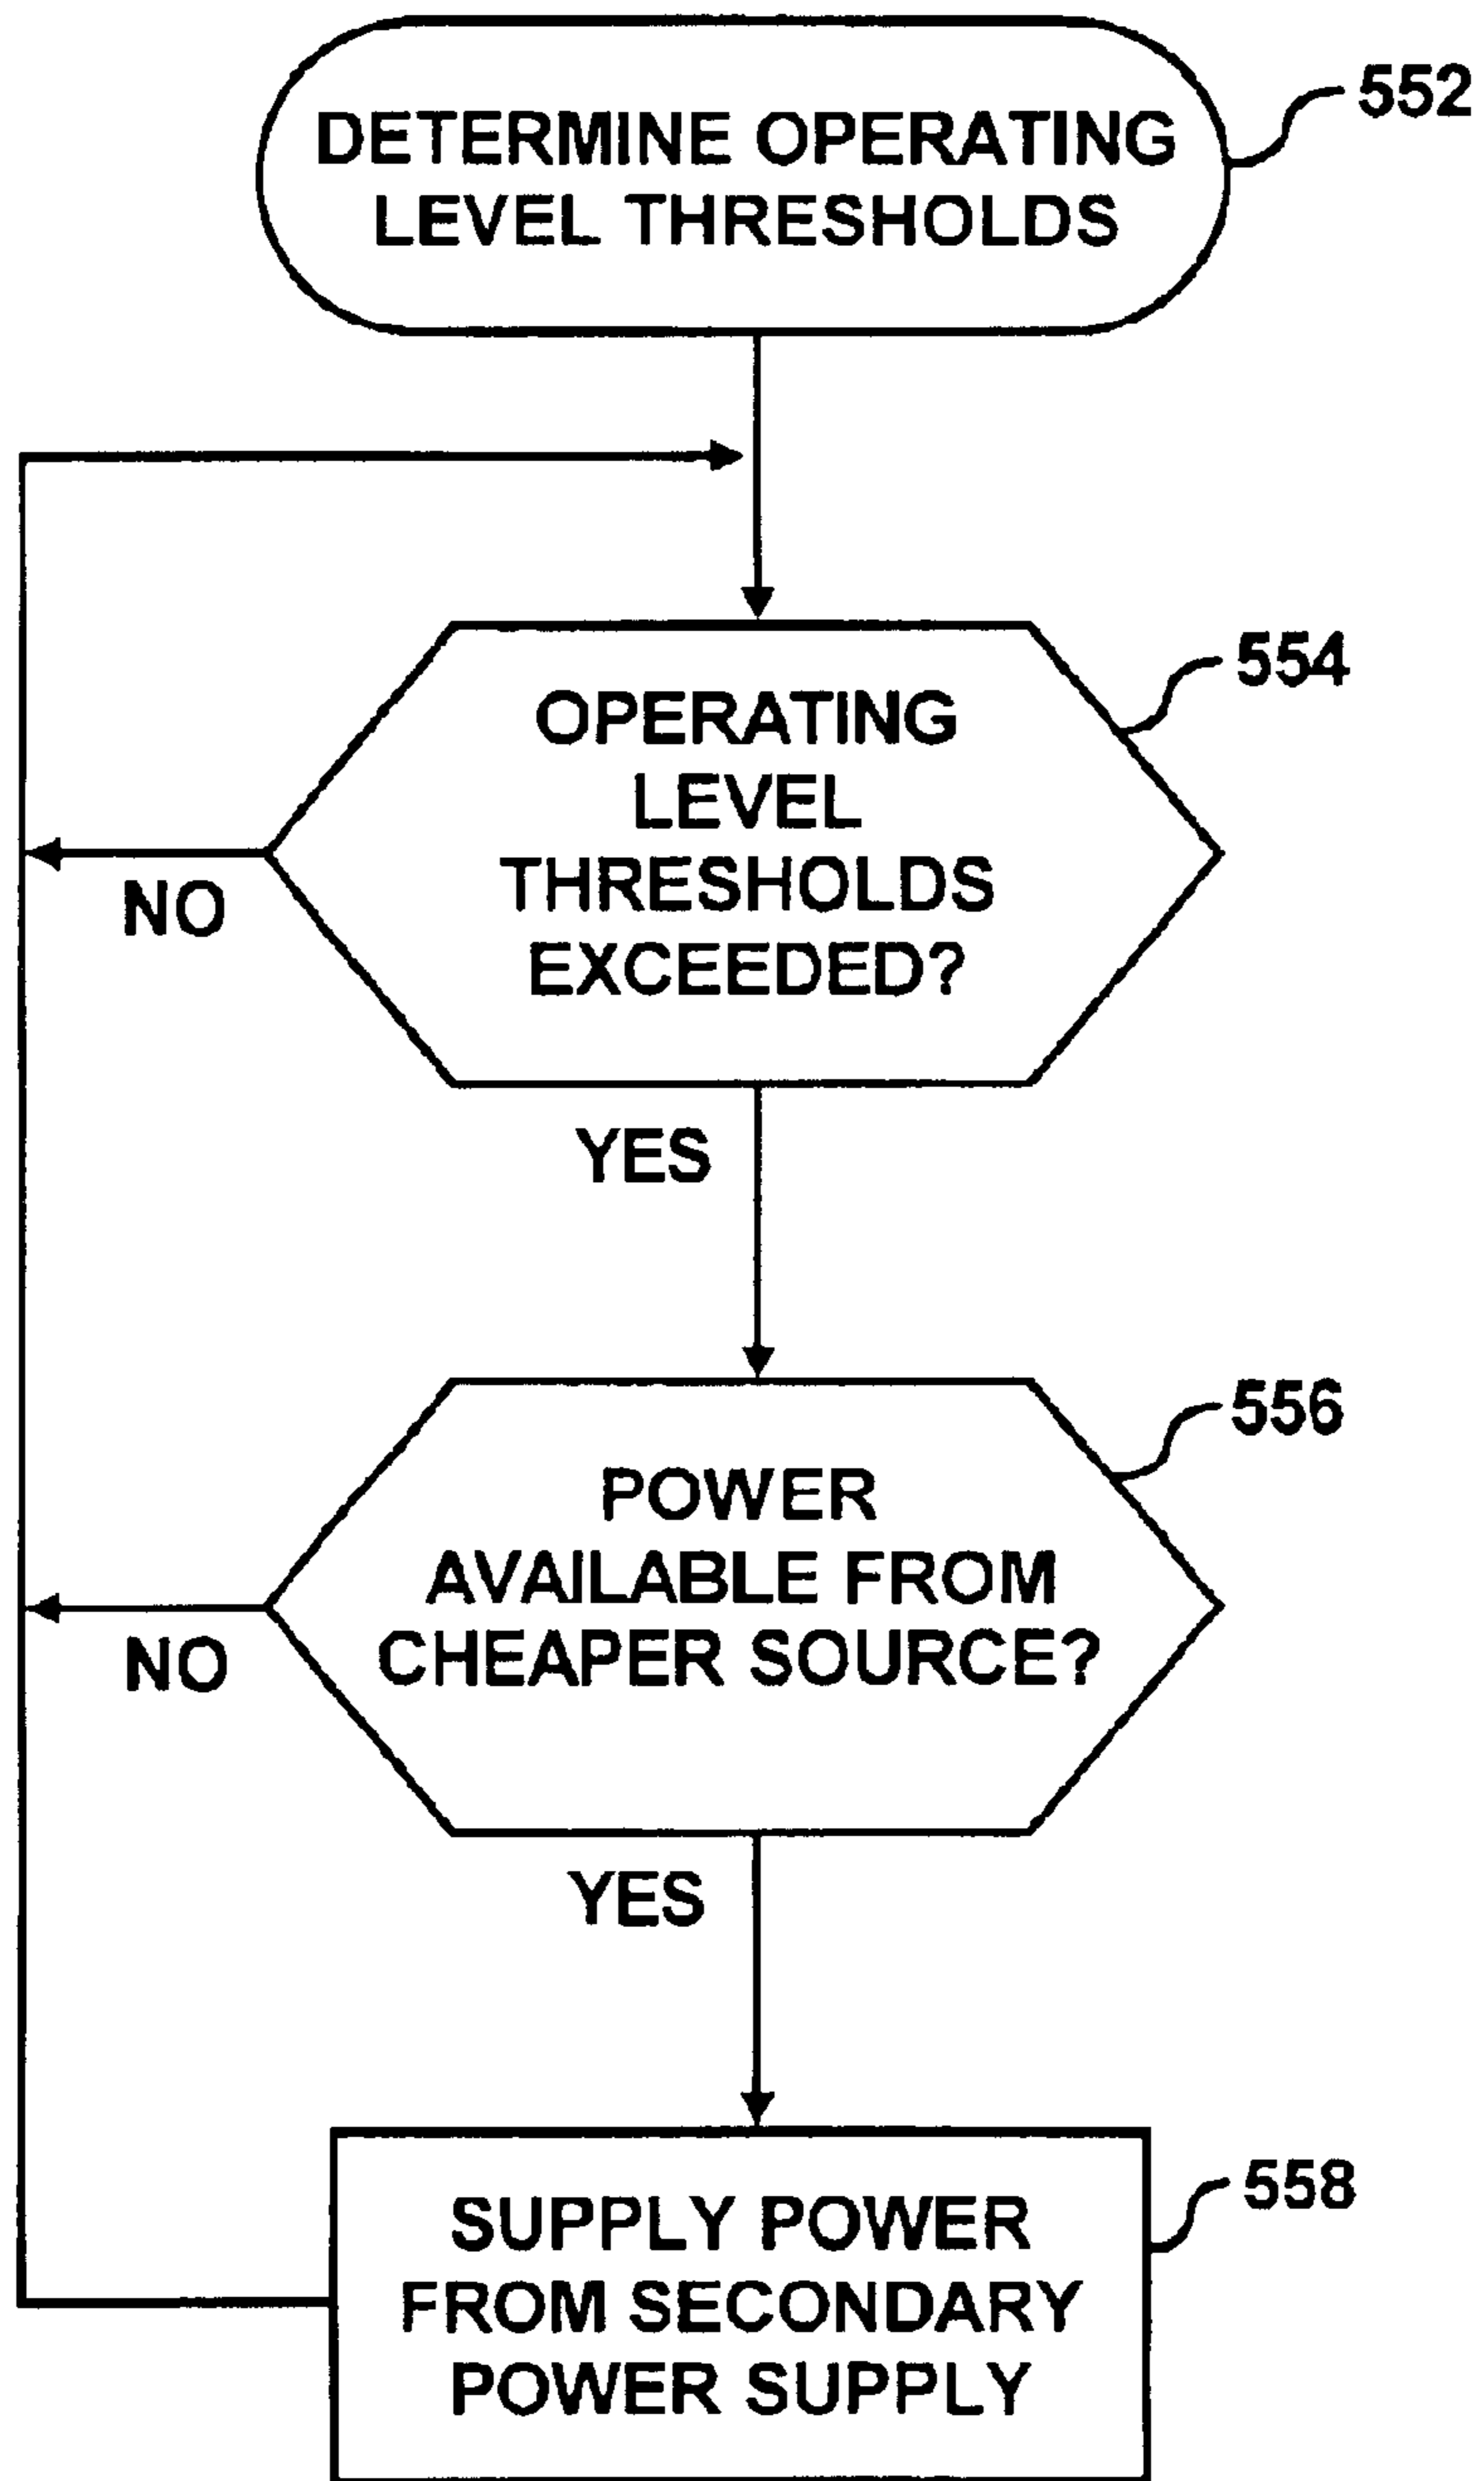 DETERMINE OPERATING
LEVEL THRESHOLDS
552
OPERATING
LEVEL
THRESHOLDS
EXCEEDED?
554
NO
YES
POWER
AVAILABLE FROM
CHEAPER SOURCE?
556
NO
YES
SUPPLY POWER
FROM SECONDARY
POWER SUPPLY
558